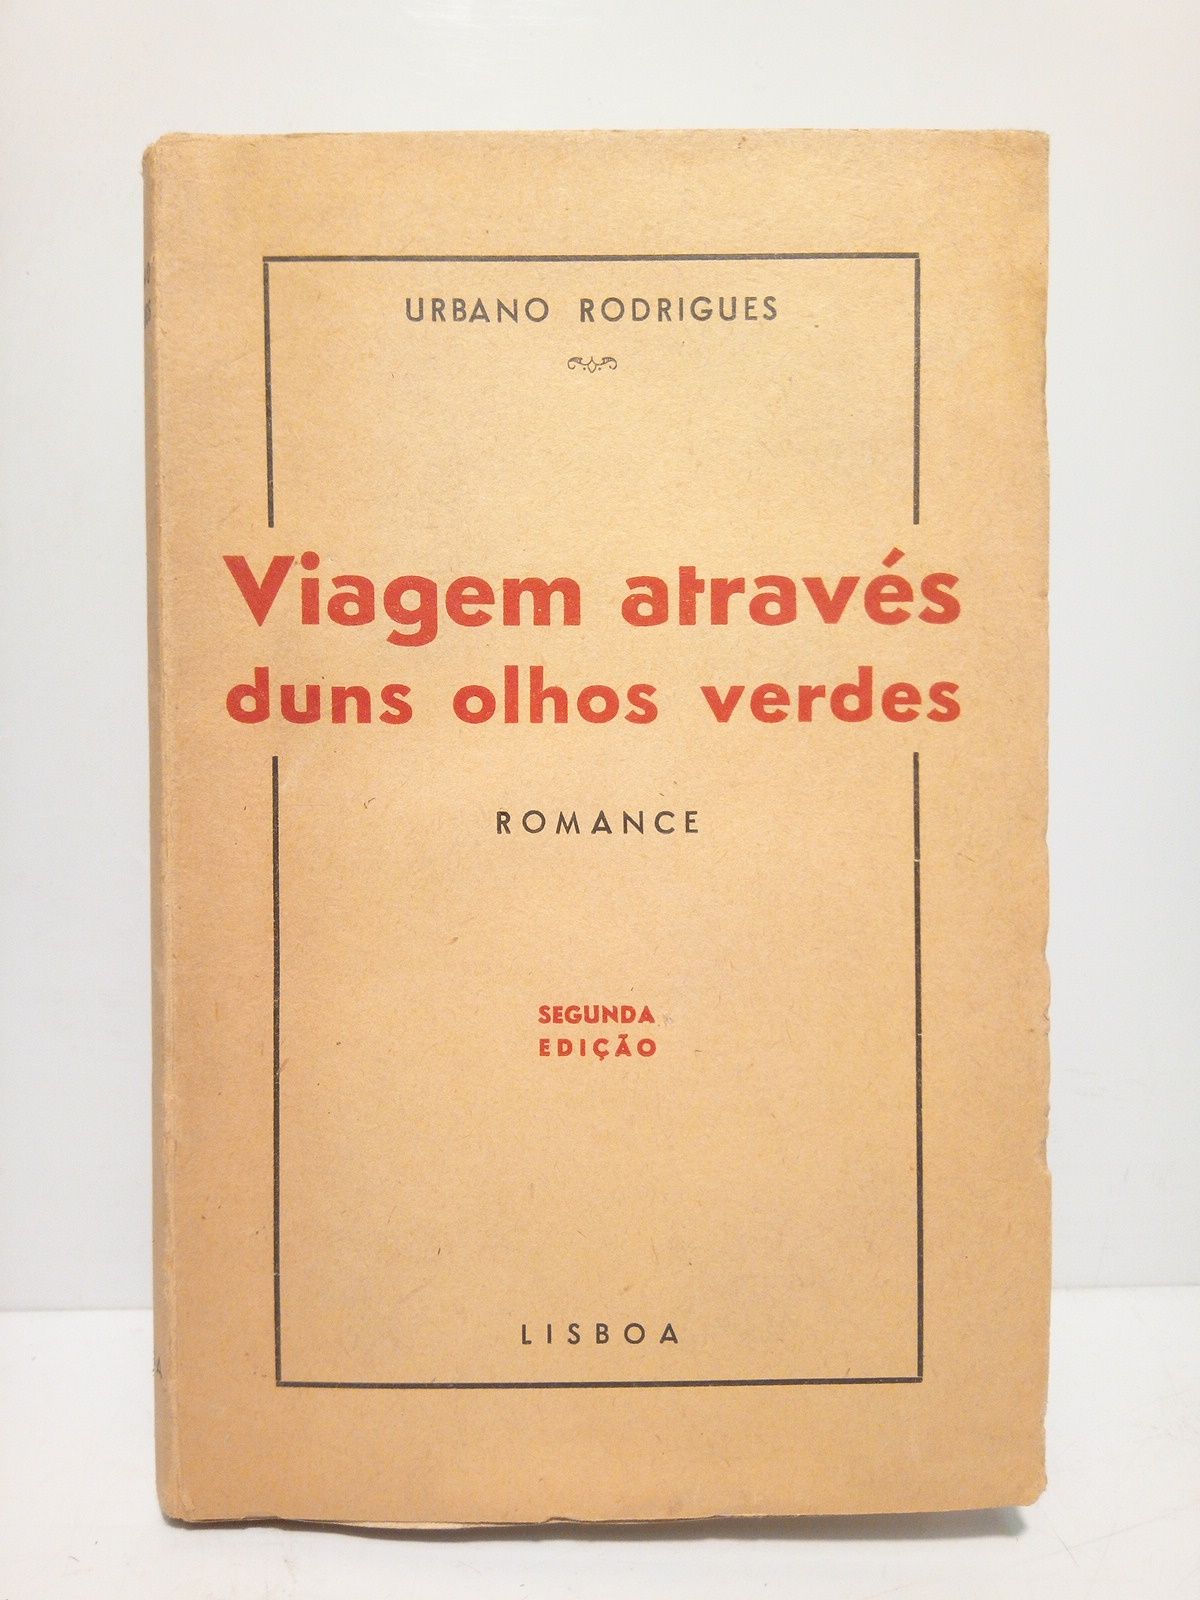 URBANO RODRIGUES
Viagem através
duns olhos verdes
ROMANCE
SEGUNDA
EDIÇÃO
LISBOA